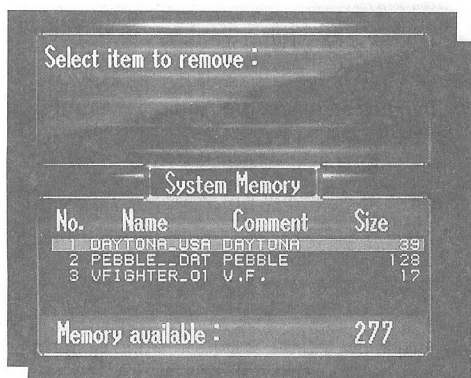 Select item to remove :
System Memory
No. Name Comment Size
1 DAYTONA_USA DAYTONA 39
2 PEBBLE__DAT PEBBLE 128
3 VFIGHTER_01 V.F. 17
Memory available : 277